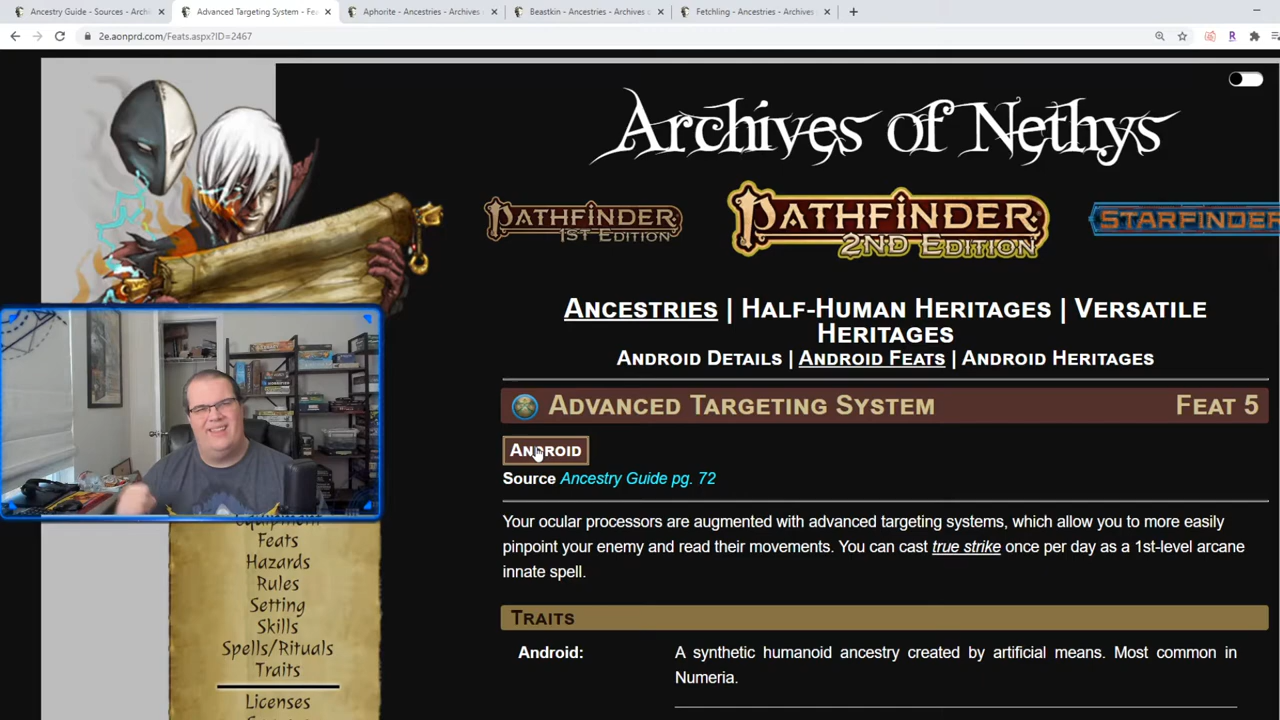 Ancestry Guide - Sources - Archi
Advanced Targeting System - Fea
Aphorite - Ancestries - Archives o
Beastkin - Ancestries - Archives o
Fetchling - Ancestries - Archives
2e.aonprd.com/Feats.aspx?ID=2467
Archives of Nethys
PATHFINDER 1ST EDITION
PATHFINDER 2ND EDITION
STARFINDER
ANCESTRIES | HALF-HUMAN HERITAGES | VERSATILE
HERITAGES
ANDROID DETAILS | ANDROID FEATS | ANDROID HERITAGES
ADVANCED TARGETING SYSTEM FEAT 5
ANDROID
Source Ancestry Guide pg. 72
Your ocular processors are augmented with advanced targeting systems, which allow you to more easily
pinpoint your enemy and read their movements. You can cast true strike once per day as a 1st-level arcane
innate spell.
TRAITS
Android: A synthetic humanoid ancestry created by artificial means. Most common in
Numeria.
Equipment
Feats
Hazards
Rules
Setting
Skills
Spells/Rituals
Traits
Licenses